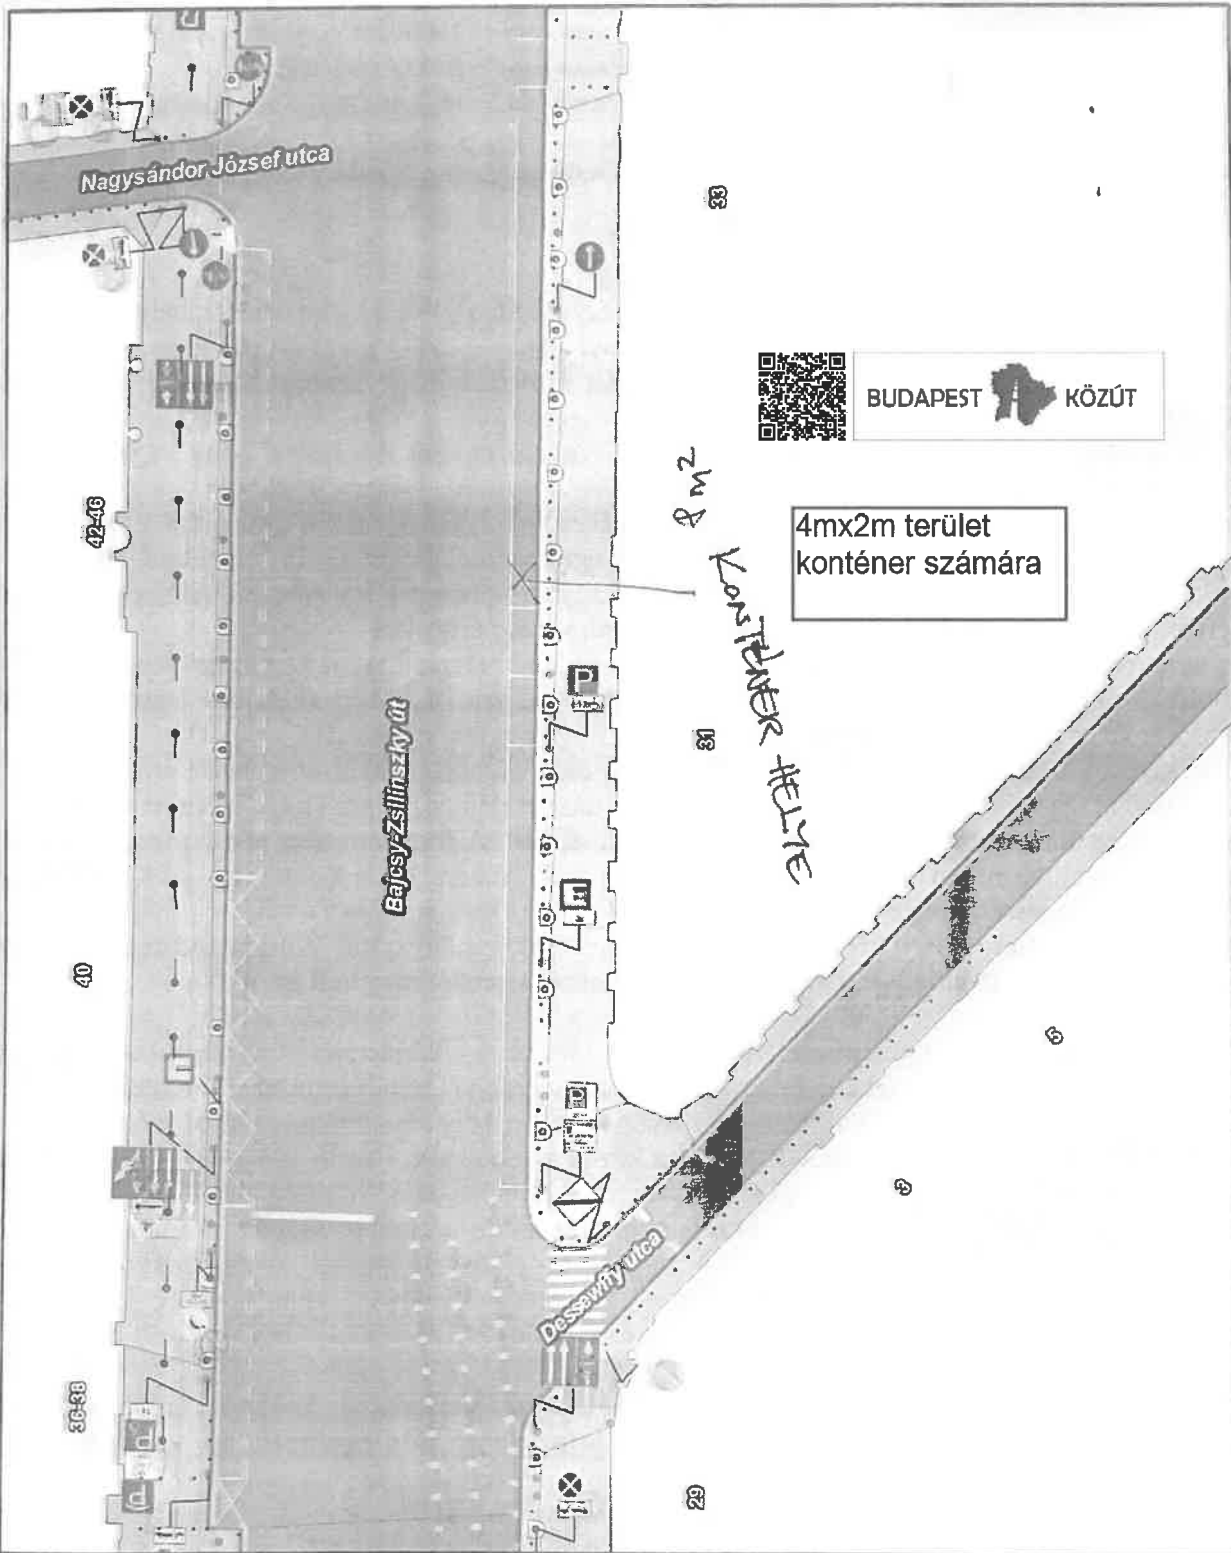 Nagysándor József utca
33
BUDAPEST KÖZÚT
8 m²
KONTÉNER HELYE
4mx2m terület
konténer számára
42-46
Bajcsy-Zsilinszky út
31
40
5
3
Dessewffy utca
36-38
29